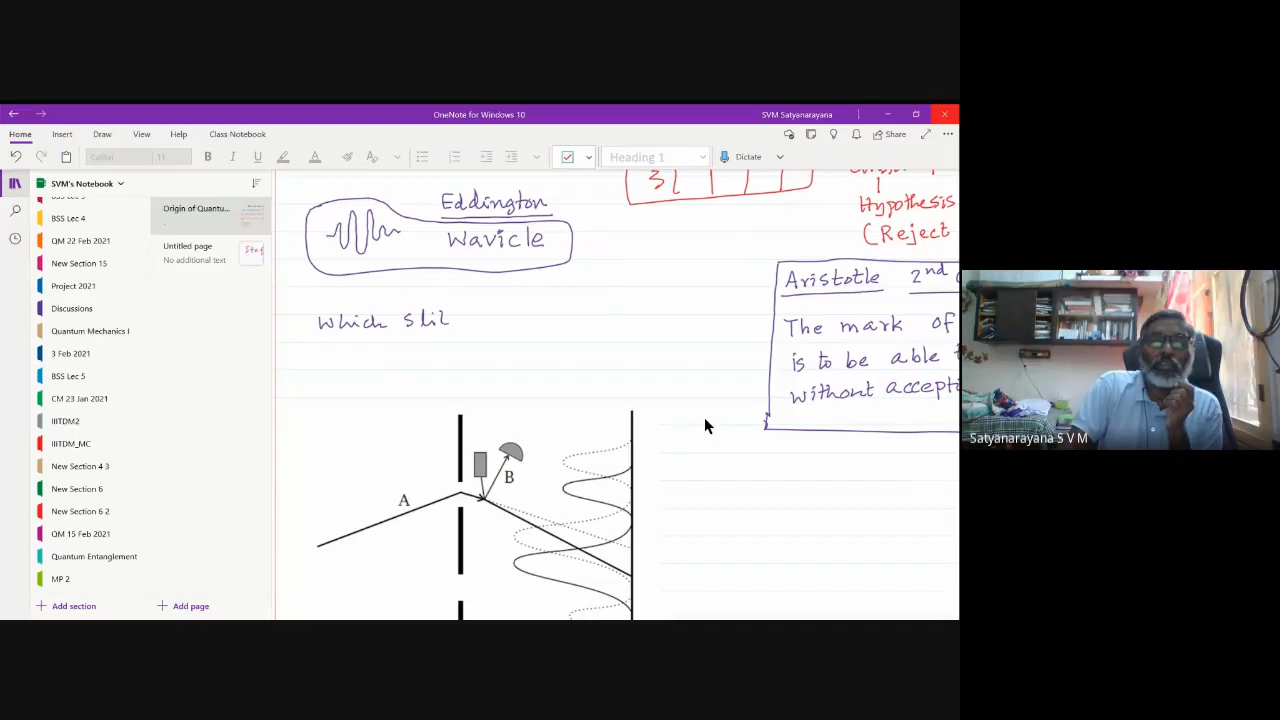 OneNote for Windows 10
SVM Satyanarayana
Home Insert Draw View Help Class Notebook
Share
Calibri 11
B I U A
Heading 1
Dictate
SVM's Notebook
BSS Lec 4
QM 22 Feb 2021
New Section 15
Project 2021
Discussions
Quantum Mechanics I
3 Feb 2021
BSS Lec 5
CM 23 Jan 2021
IIITDM2
IIITDM_MC
New Section 4 3
New Section 6
New Section 6 2
QM 15 Feb 2021
Quantum Entanglement
MP 2
Add section
Origin of Quantu...
Untitled page
No additional text
Add page
Eddington
Wavicle
Which Slit
A
B
Hypothesis
(Reject
Aristotle 2nd
The mark of
is to be able
without accepti
Satyanarayana S V M